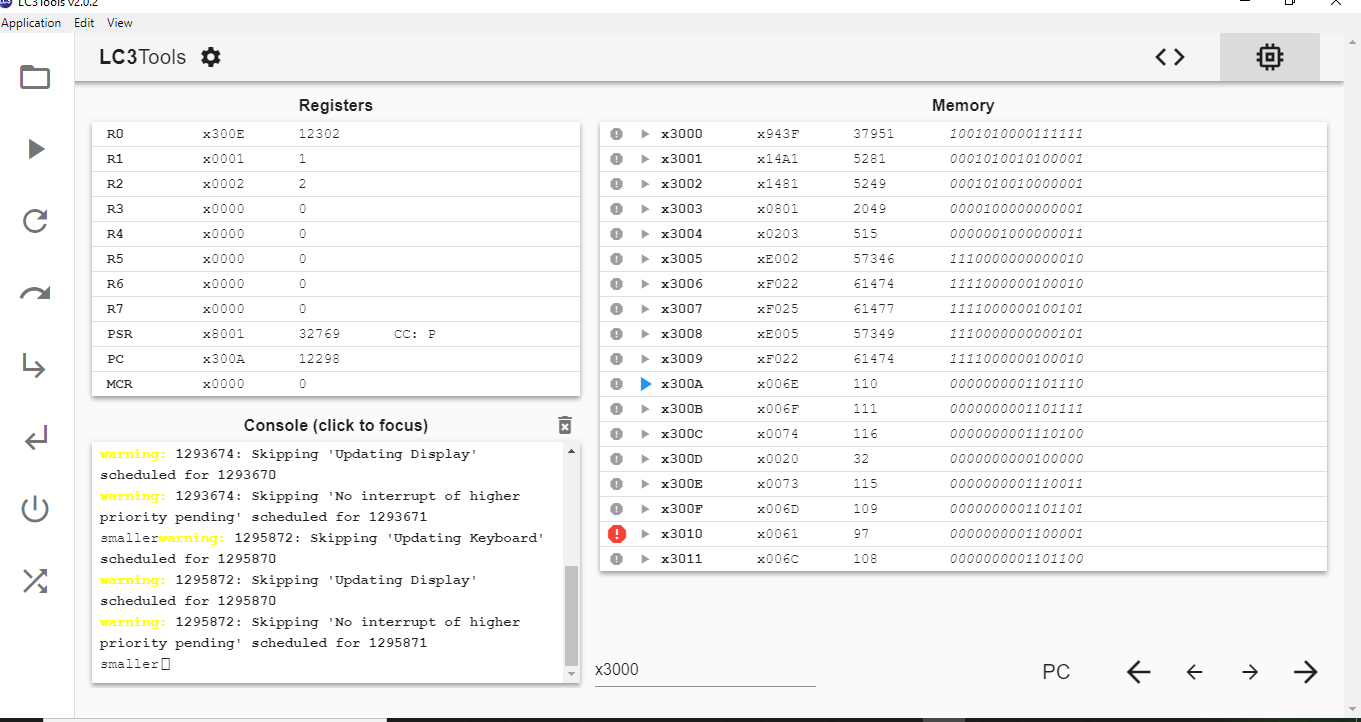 LC3Tools v2.0.2
Application Edit View
LC3Tools
Registers
R0 x300E 12302
R1 x0001 1
R2 x0002 2
R3 x0000 0
R4 x0000 0
R5 x0000 0
R6 x0000 0
R7 x0000 0
PSR x8001 32769 CC: P
PC x300A 12298
MCR x0000 0
Console (click to focus)
warning: 1293674: Skipping 'Updating Display'
scheduled for 1293670
warning: 1293674: Skipping 'No interrupt of higher
priority pending' scheduled for 1293671
smallerwarning: 1295872: Skipping 'Updating Keyboard'
scheduled for 1295870
warning: 1295872: Skipping 'Updating Display'
scheduled for 1295870
warning: 1295872: Skipping 'No interrupt of higher
priority pending' scheduled for 1295871
smaller
Memory
x3000 x943F 37951 1001010000111111
x3001 x14A1 5281 0001010010100001
x3002 x1481 5249 0001010010000001
x3003 x0801 2049 0000100000000001
x3004 x0203 515 0000001000000011
x3005 xE002 57346 1110000000000010
x3006 xF022 61474 1111000000100010
x3007 xF025 61477 1111000000100101
x3008 xE005 57349 1110000000000101
x3009 xF022 61474 1111000000100010
x300A x006E 110 0000000001101110
x300B x006F 111 0000000001101111
x300C x0074 116 0000000001110100
x300D x0020 32 0000000000100000
x300E x0073 115 0000000001110011
x300F x006D 109 0000000001101101
x3010 x0061 97 0000000001100001
x3011 x006C 108 0000000001101100
x3000
PC